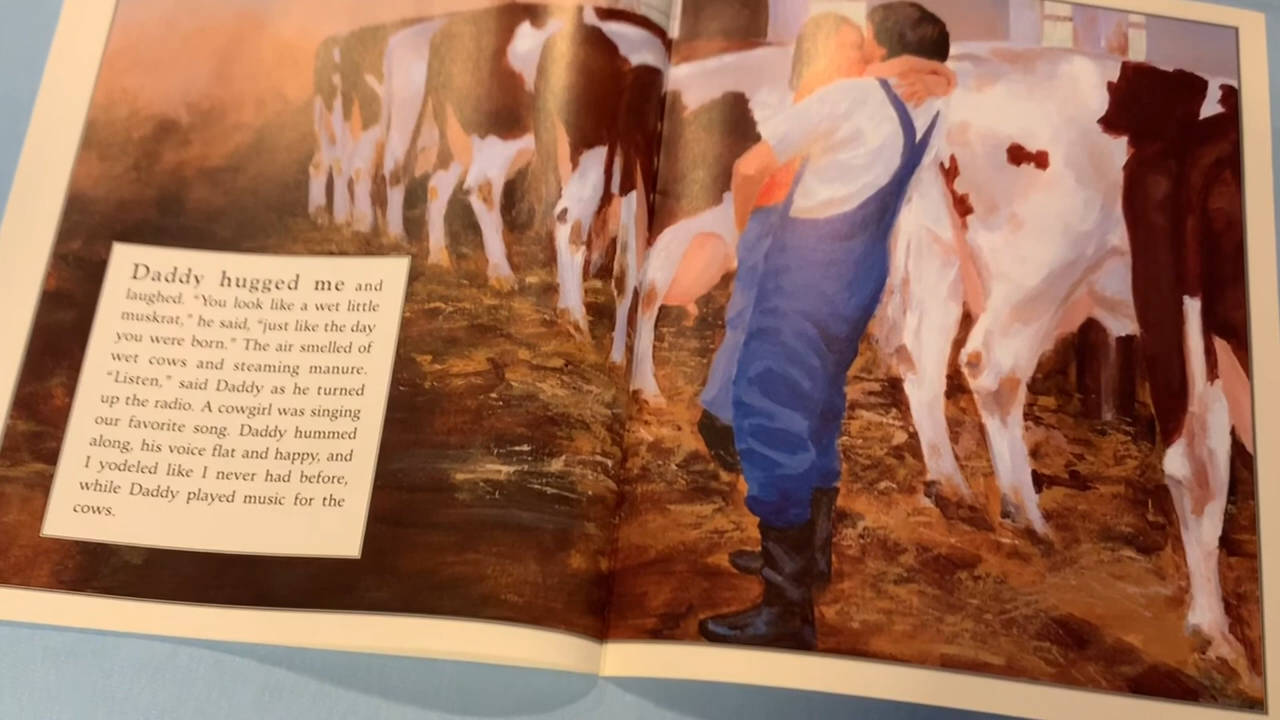 Daddy hugged me and
laughed. "You look like a wet little
muskrat," he said, "just like the day
you were born." The air smelled of
wet cows and steaming manure.
"Listen," said Daddy as he turned
up the radio. A cowgirl was singing
our favorite song. Daddy hummed
along, his voice flat and happy, and
I yodeled like I never had before,
while Daddy played music for the
cows.